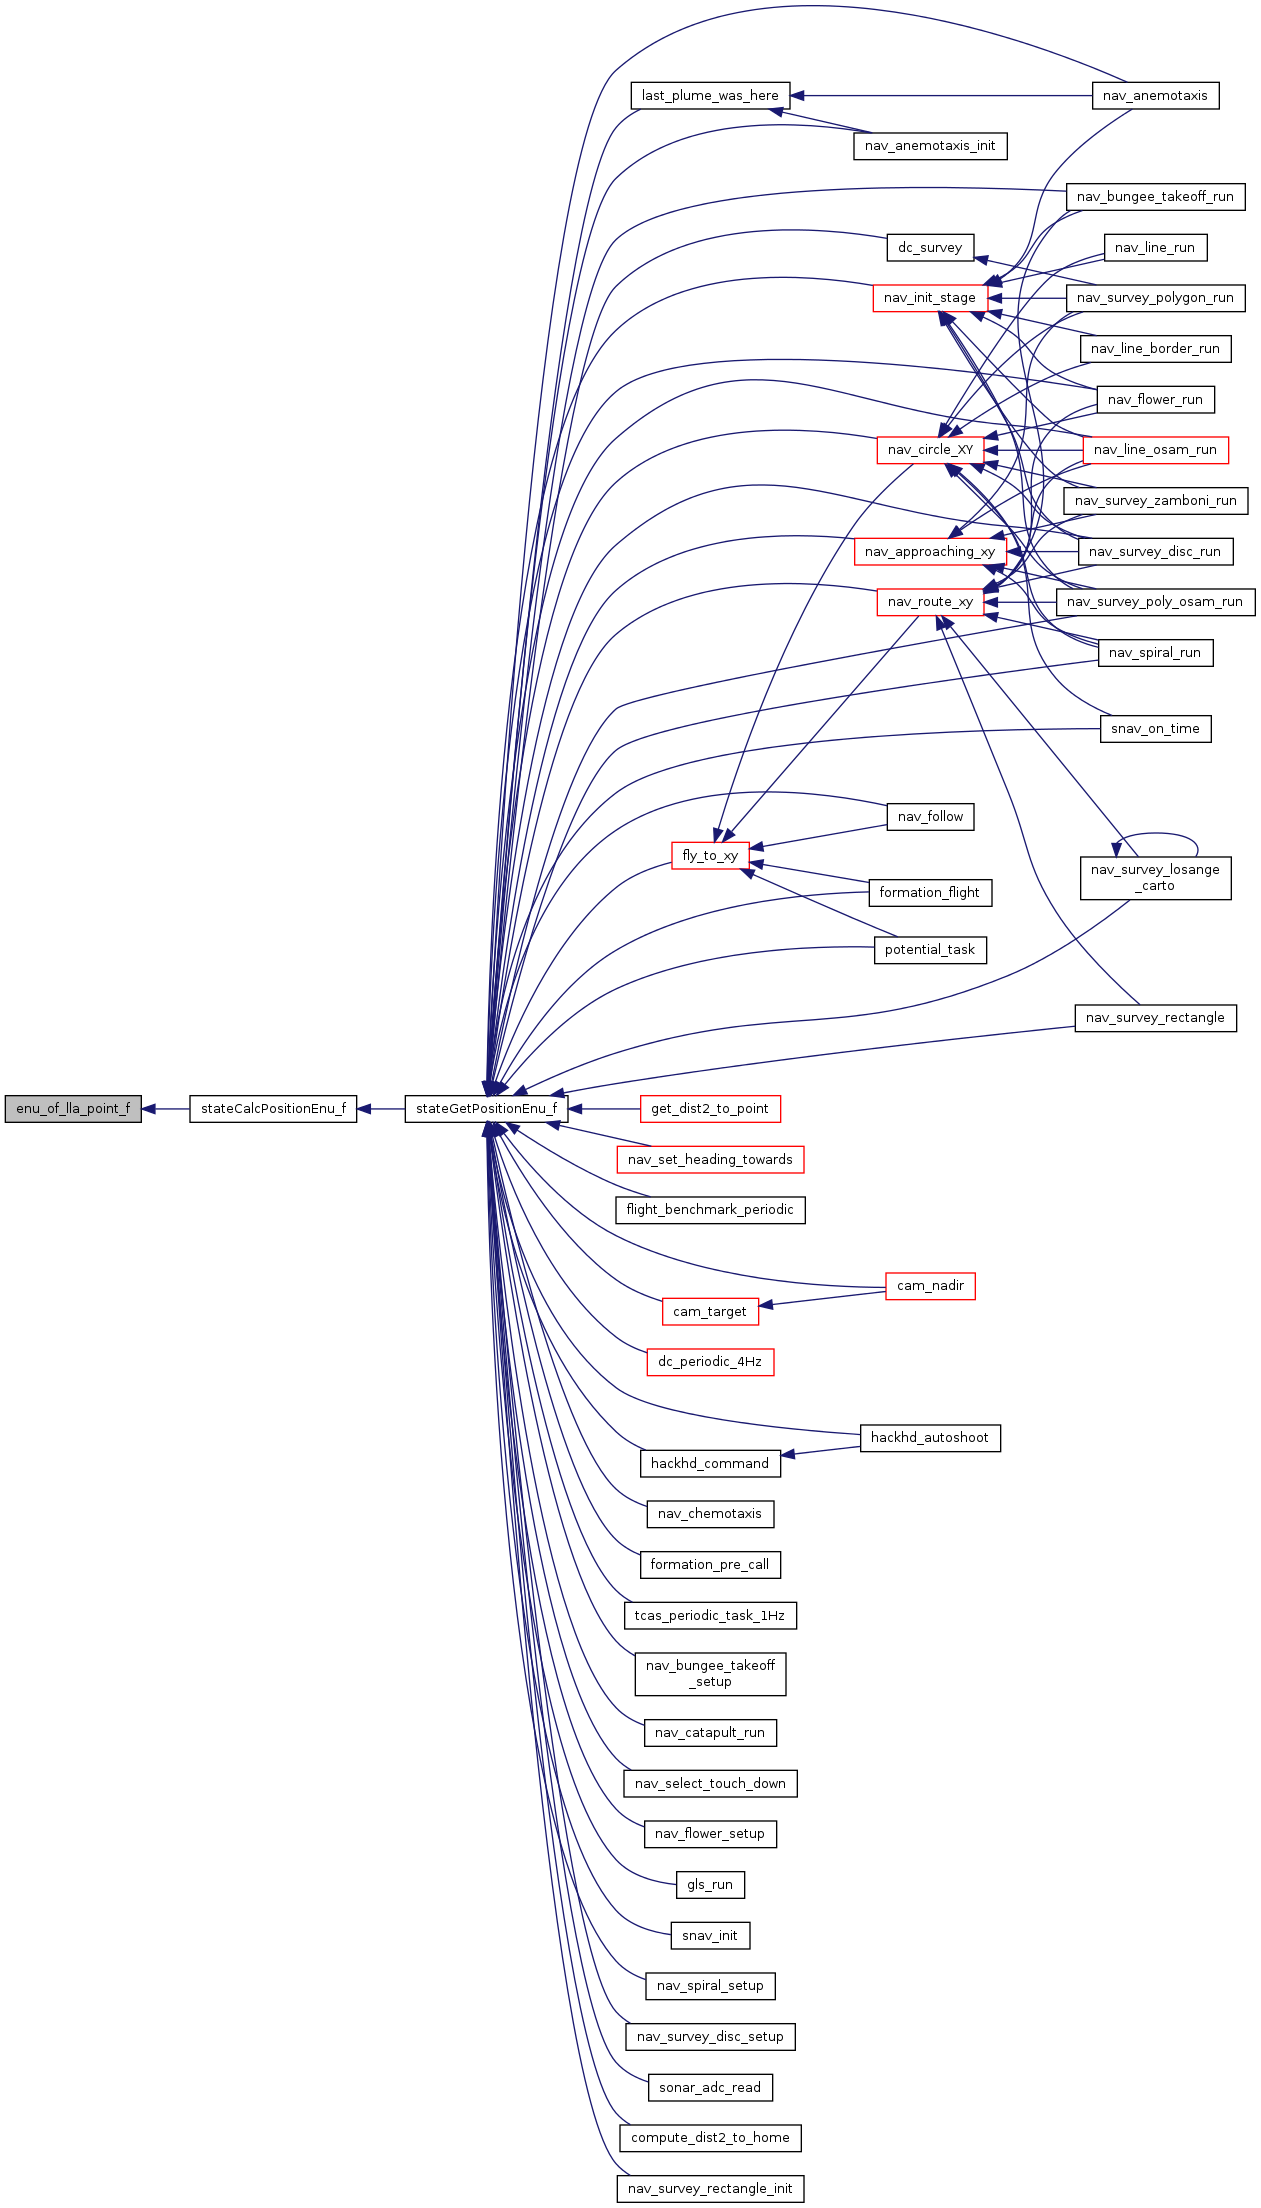 last_plume_was_here
nav_anemotaxis
nav_anemotaxis_init
nav_bungee_takeoff_run
dc_survey
nav_line_run
nav_init_stage
nav_survey_polygon_run
nav_line_border_run
nav_flower_run
nav_circle_XY
nav_line_osam_run
nav_survey_zamboni_run
nav_approaching_xy
nav_survey_disc_run
nav_route_xy
nav_survey_poly_osam_run
nav_spiral_run
snav_on_time
nav_follow
fly_to_xy
nav_survey_losange
_carto
formation_flight
potential_task
nav_survey_rectangle
enu_of_lla_point_f
stateCalcPositionEnu_f
stateGetPositionEnu_f
get_dist2_to_point
nav_set_heading_towards
flight_benchmark_periodic
cam_nadir
cam_target
dc_periodic_4Hz
hackhd_autoshoot
hackhd_command
nav_chemotaxis
formation_pre_call
tcas_periodic_task_1Hz
nav_bungee_takeoff
_setup
nav_catapult_run
nav_select_touch_down
nav_flower_setup
gls_run
snav_init
nav_spiral_setup
nav_survey_disc_setup
sonar_adc_read
compute_dist2_to_home
nav_survey_rectangle_init